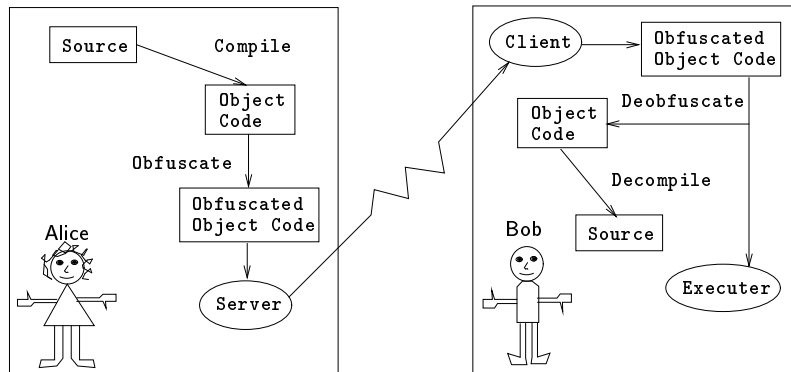 Source
Compile
Object
Code
Obfuscate
Obfuscated
Object Code
Alice
Server
Client
Obfuscated
Object Code
Deobfuscate
Object
Code
Decompile
Bob
Source
Executer